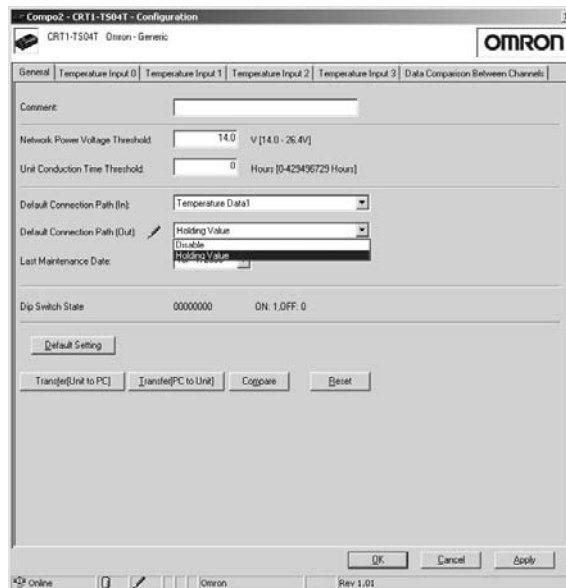 Compo2 - CRT1-TS04T - Configuration
CRT1-TS04T Omron - Generic
OMRON
General Temperature Input 0 Temperature Input 1 Temperature Input 2 Temperature Input 3 Data Comparison Between Channels
Comment:
Network Power Voltage Threshold: 14.0 V [14.0 - 26.4V]
Unit Conduction Time Threshold: 0 Hours [0-429496729 Hours]
Default Connection Path (In): Temperature Data1
Default Connection Path (Out): Holding Value
Disable
Holding Value
Last Maintenance Date:
Dip Switch State 00000000 ON: 1,OFF: 0
Default Setting
Transfer[Unit to PC] Transfer[PC to Unit] Compare Reset
OK Cancel Apply
Online Omron Rev 1.01